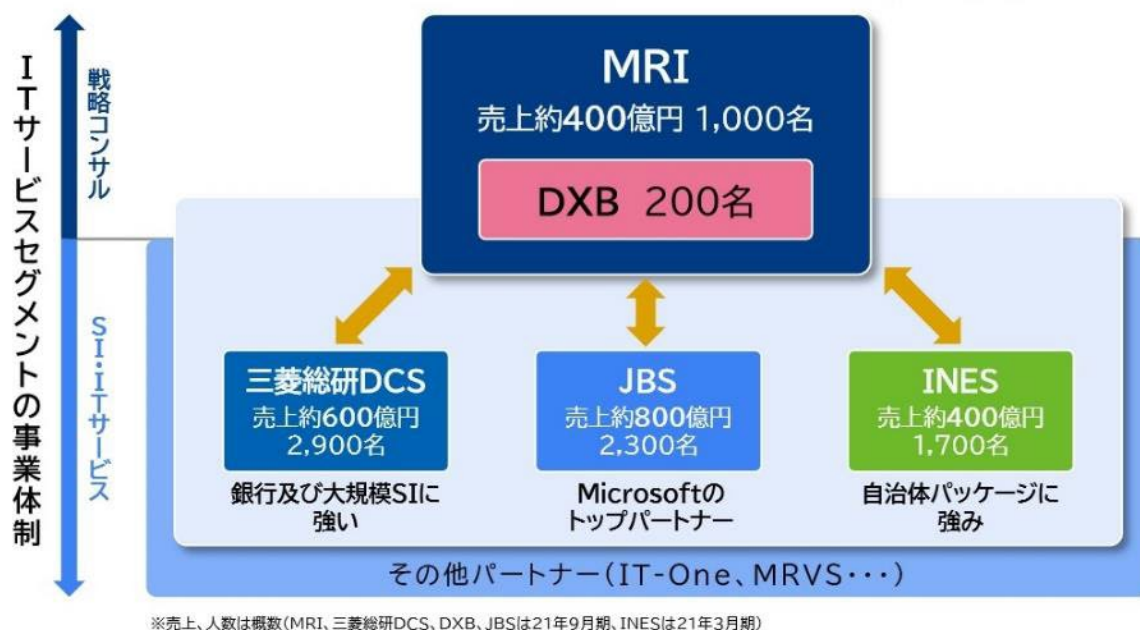 ITサービスセグメントの事業体制
戦略コンサル
SI・ITサービス
MRI
売上約400億円 1,000名
DXB 200名
三菱総研DCS
売上約600億円
2,900名
銀行及び大規模SIに
強い
JBS
売上約800億円
2,300名
Microsoftの
トップパートナー
INES
売上約400億円
1,700名
自治体パッケージに
強み
その他パートナー(IT-One、MRVS・・・)
※売上、人数は概数(MRI、三菱総研DCS、DXB、JBSは21年9月期、INESは21年3月期)